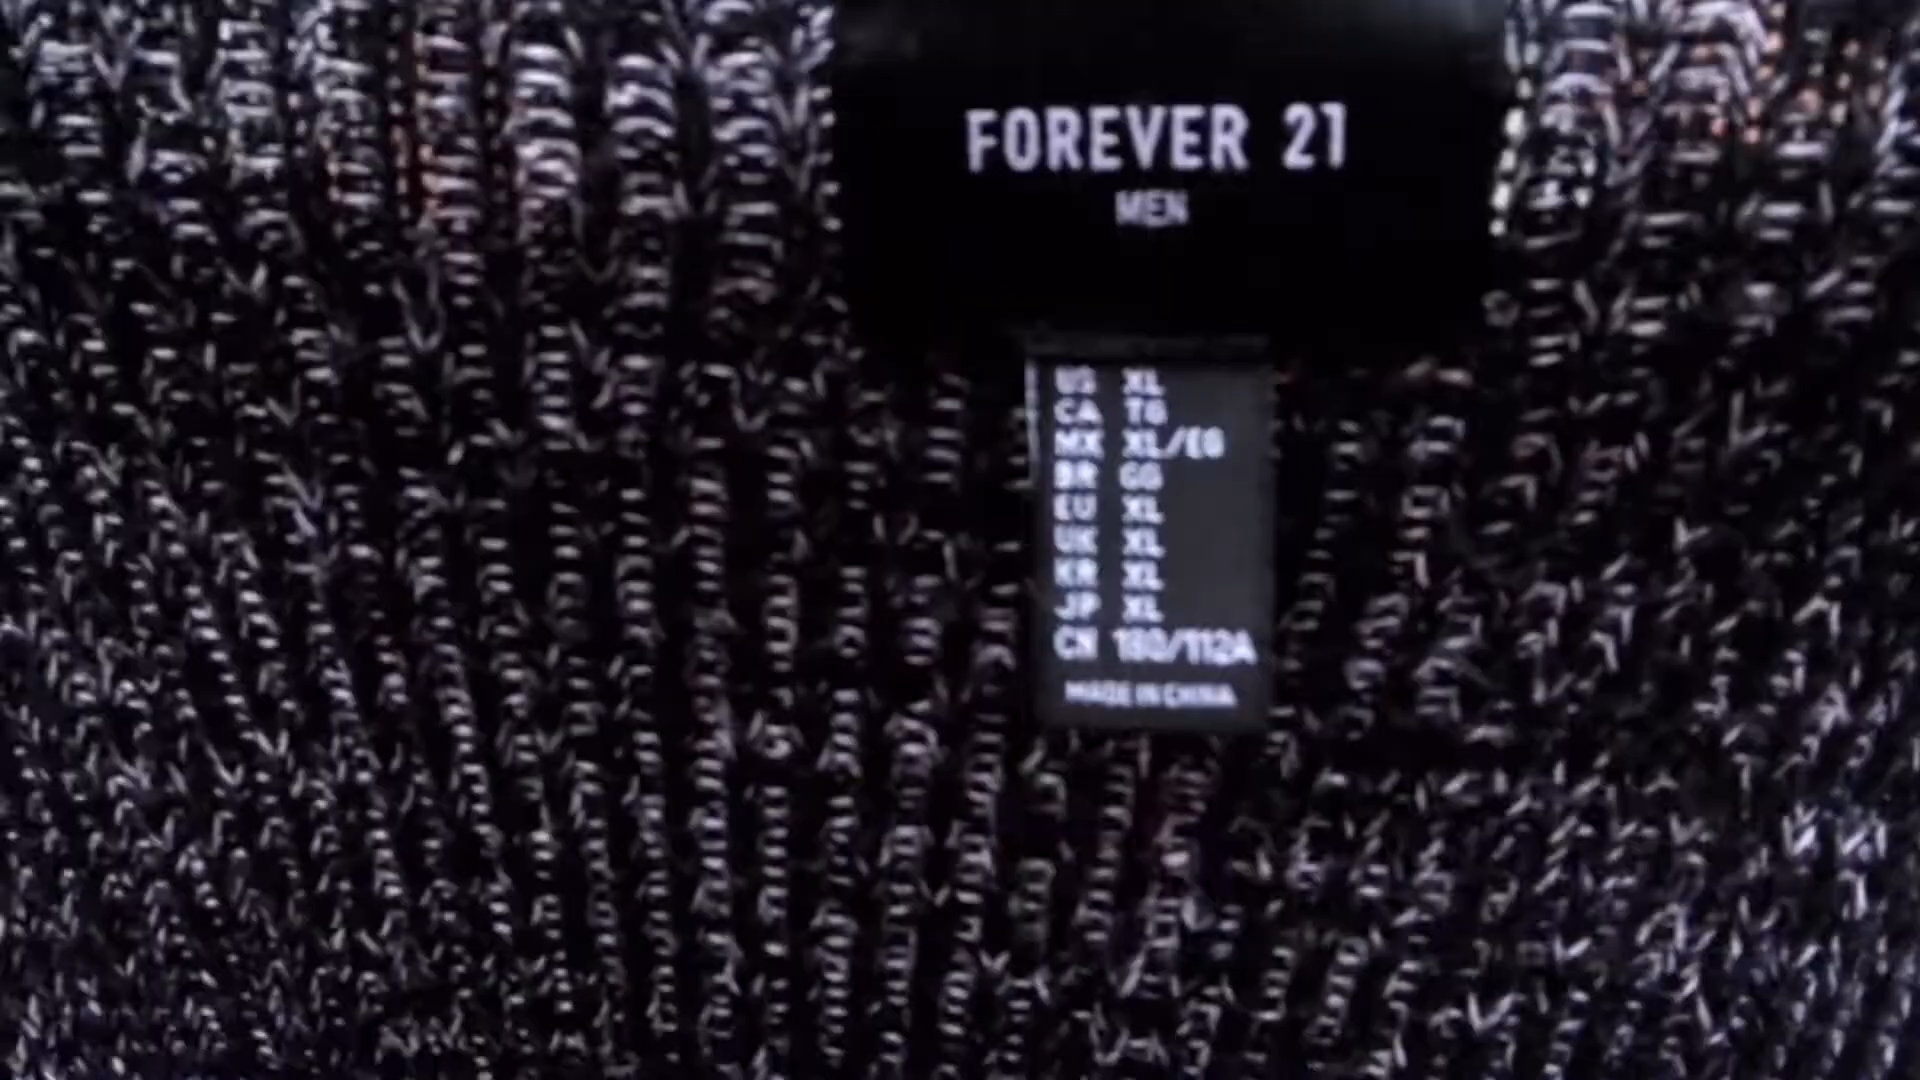 FOREVER 21
MEN
US XL
CA TG
MX XL/EG
BR GG
EU XL
UK XL
KR XL
JP XL
CN 180/112A
MADE IN CHINA